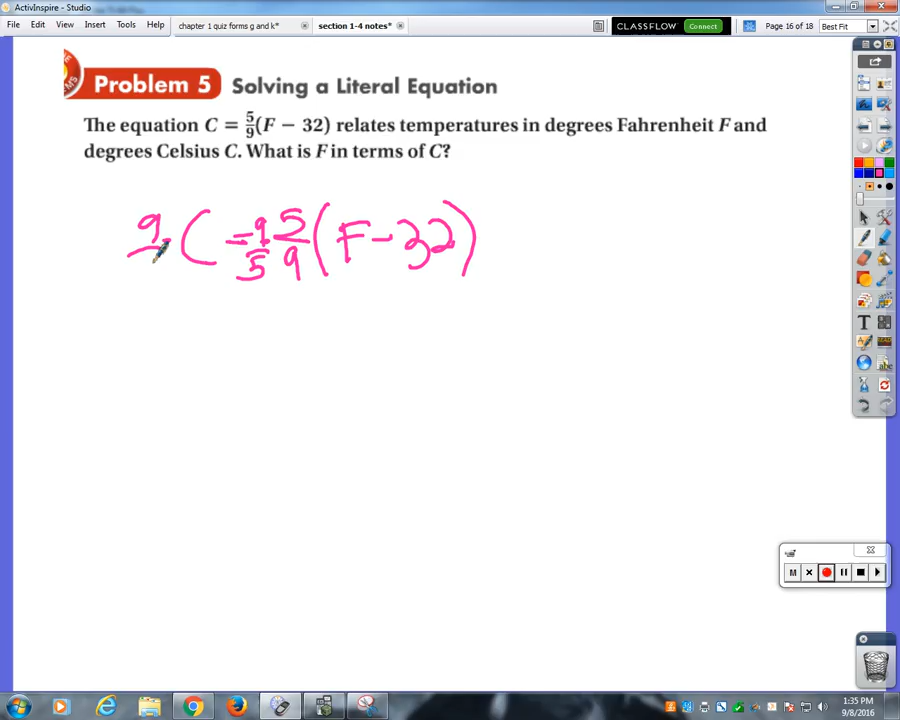 ActivInspire - Studio
File Edit View Insert Tools Help
chapter 1 quiz forms g and k*
section 1-4 notes*
CLASSFLOW Connect
Page 16 of 18
Best Fit
Problem 5 Solving a Literal Equation
The equation C = 5/9(F − 32) relates temperatures in degrees Fahrenheit F and
degrees Celsius C. What is F in terms of C?
9/ C = 9/5 5/9 (F − 32)
M
1:35 PM
9/8/2016